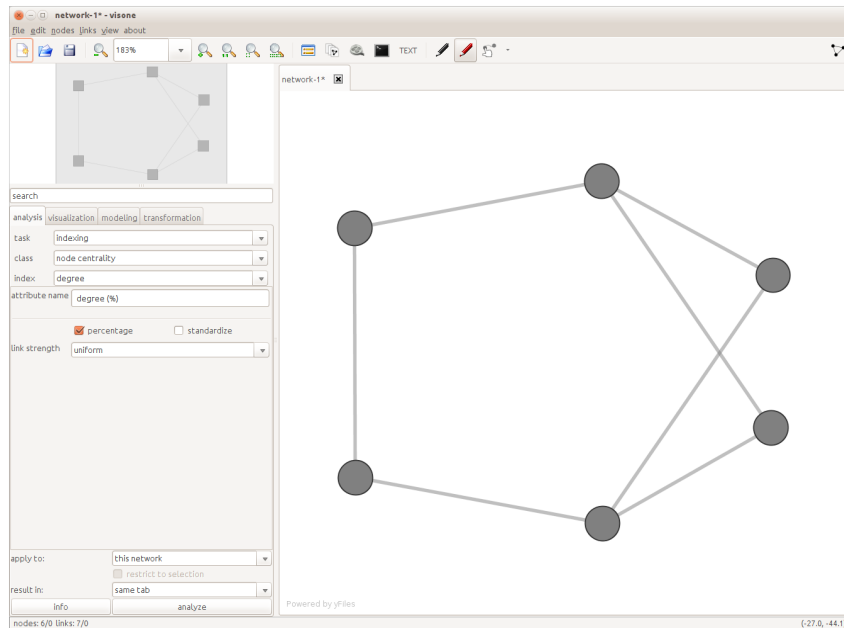 network-1* - visone
file edit nodes links view about
183%
TEXT
network-1*
search
analysis visualization modeling transformation
task indexing
class node centrality
index degree
attribute name degree (%)
percentage standardize
link strength uniform
apply to: this network
restrict to selection
result in: same tab
info analyze
Powered by yFiles
nodes: 6/0 links: 7/0 (-27.0, -44.1